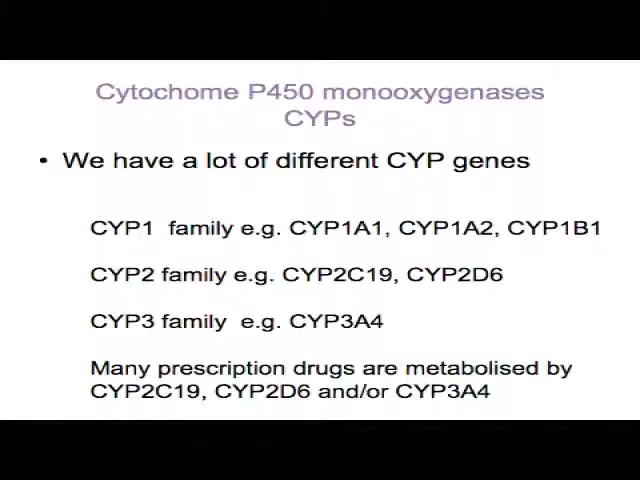 Cytochome P450 monooxygenases
CYPs
• We have a lot of different CYP genes
CYP1 family e.g. CYP1A1, CYP1A2, CYP1B1
CYP2 family e.g. CYP2C19, CYP2D6
CYP3 family e.g. CYP3A4
Many prescription drugs are metabolised by
CYP2C19, CYP2D6 and/or CYP3A4